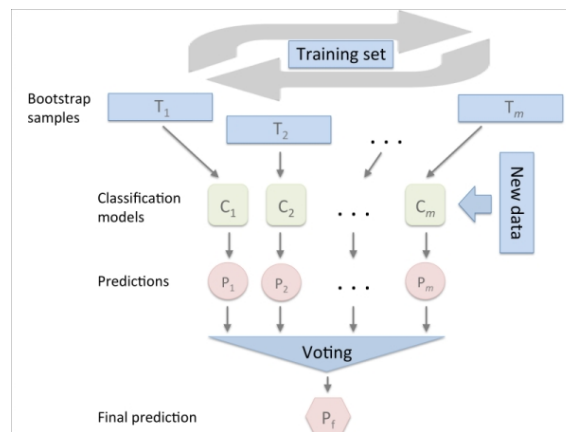 Training set
Bootstrap
samples
T1
T2
. . .
Tm
Classification
models
C1
C2
. . .
Cm
New data
Predictions
P1
P2
. . .
Pm
Voting
Final prediction
Pf